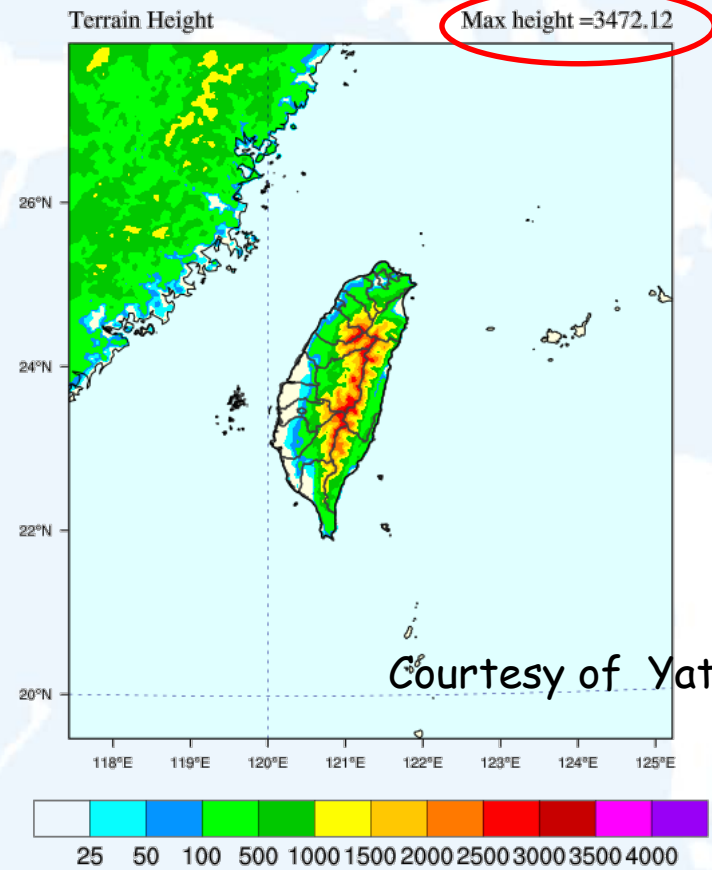 Terrain Height Max height =3472.12
26°N
24°N
22°N
20°N
Courtesy of Yat
118°E 119°E 120°E 121°E 122°E 123°E 124°E 125°E
25 50 100 500 1000 1500 2000 2500 3000 3500 4000